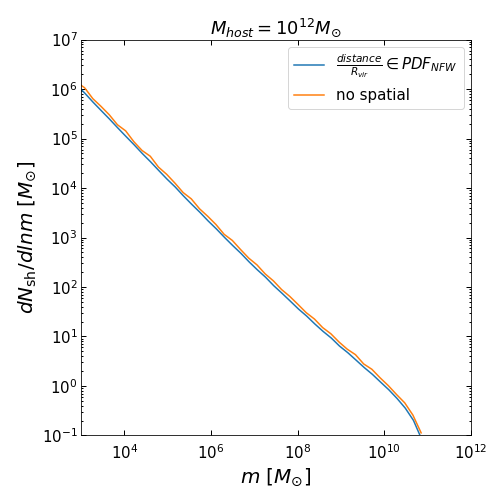 M_host = 10^12 M_⊙
distance/R_vir ∈ PDF_NFW
no spatial
dN_sh/dlnm [M_⊙]
10^7
10^6
10^5
10^4
10^3
10^2
10^1
10^0
10^−1
10^4 10^6 10^8 10^10 10^12
m [M_⊙]